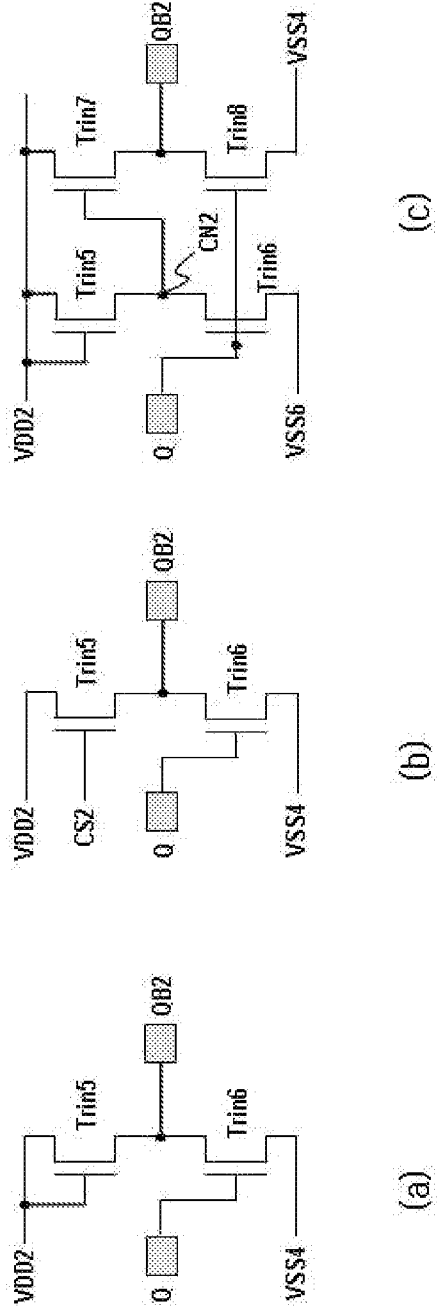 VDD2
Trin5
Q
QB2
Trin6
VSS4
(a)
VDD2
Trin5
CS2
Q
QB2
Trin6
VSS4
(b)
VDD2
Trin5
Trin7
Q
CN2
QB2
Trin6
Trin8
VSS6
VSS4
(c)